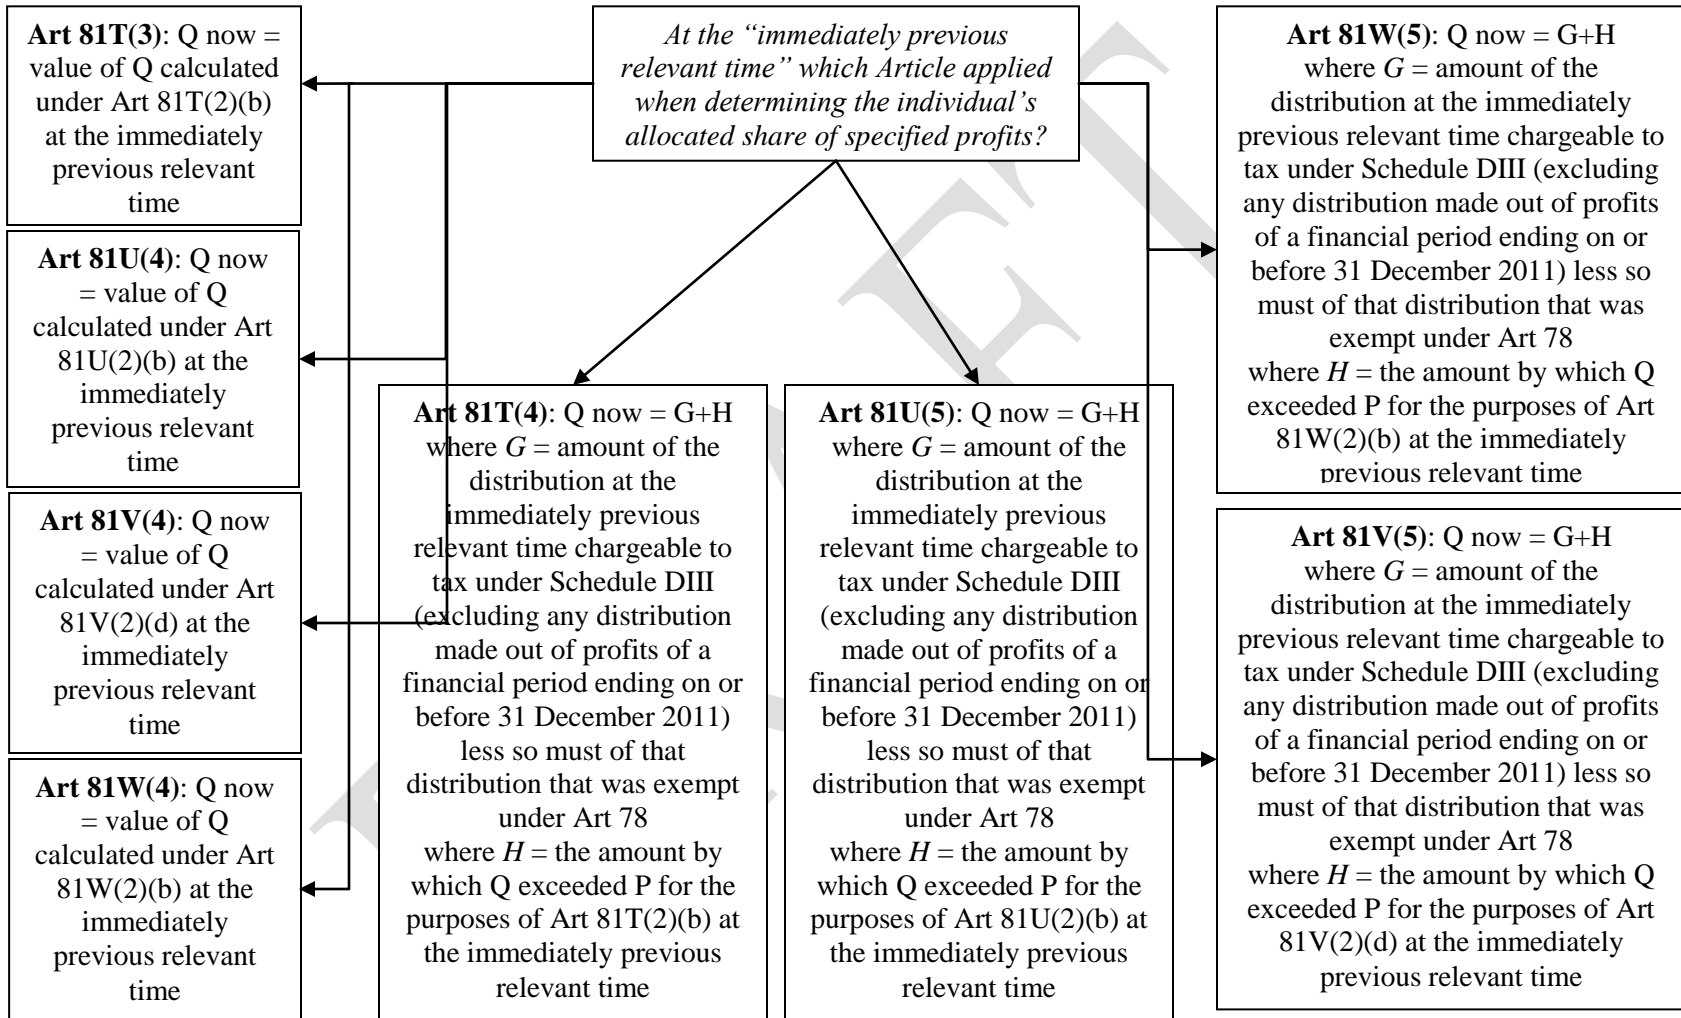 Art 81T(3): Q now =
value of Q calculated
under Art 81T(2)(b)
at the immediately
previous relevant
time
Art 81U(4): Q now
= value of Q
calculated under Art
81U(2)(b) at the
immediately
previous relevant
time
Art 81V(4): Q now
= value of Q
calculated under Art
81V(2)(d) at the
immediately
previous relevant
time
Art 81W(4): Q now
= value of Q
calculated under Art
81W(2)(b) at the
immediately
previous relevant
time
At the “immediately previous
relevant time” which Article applied
when determining the individual’s
allocated share of specified profits?
Art 81T(4): Q now = G+H
where G = amount of the
distribution at the
immediately previous
relevant time chargeable to
tax under Schedule DIII
(excluding any distribution
made out of profits of a
financial period ending on or
before 31 December 2011)
less so must of that
distribution that was exempt
under Art 78
where H = the amount by
which Q exceeded P for the
purposes of Art 81T(2)(b) at
the immediately previous
relevant time
Art 81U(5): Q now = G+H
where G = amount of the
distribution at the
immediately previous
relevant time chargeable to
tax under Schedule DIII
(excluding any distribution
made out of profits of a
financial period ending on or
before 31 December 2011)
less so must of that
distribution that was exempt
under Art 78
where H = the amount by
which Q exceeded P for the
purposes of Art 81U(2)(b) at
the immediately previous
relevant time
Art 81W(5): Q now = G+H
where G = amount of the
distribution at the immediately
previous relevant time chargeable to
tax under Schedule DIII (excluding
any distribution made out of profits
of a financial period ending on or
before 31 December 2011) less so
must of that distribution that was
exempt under Art 78
where H = the amount by which Q
exceeded P for the purposes of Art
81W(2)(b) at the immediately
previous relevant time
Art 81V(5): Q now = G+H
where G = amount of the
distribution at the immediately
previous relevant time chargeable to
tax under Schedule DIII (excluding
any distribution made out of profits
of a financial period ending on or
before 31 December 2011) less so
must of that distribution that was
exempt under Art 78
where H = the amount by which Q
exceeded P for the purposes of Art
81V(2)(d) at the immediately
previous relevant time
DRAFT